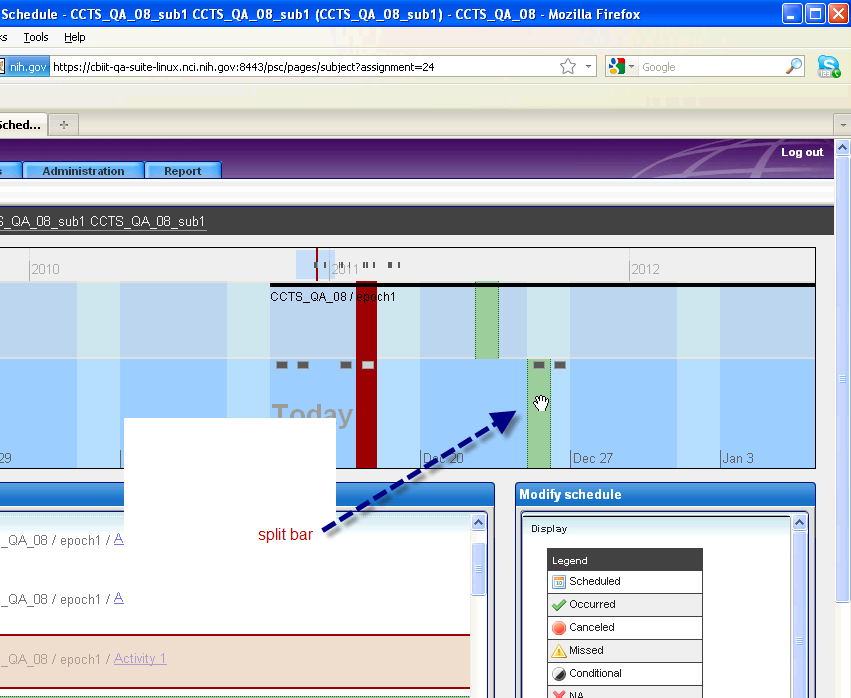 Schedule - CCTS_QA_08_sub1 CCTS_QA_08_sub1 (CCTS_QA_08_sub1) - CCTS_QA_08 - Mozilla Firefox
ks Tools Help
nih.gov https://cbiit-qa-suite-linux.nci.nih.gov:8443/psc/pages/subject?assignment=24 Google
Sched...
Log out
s Administration Report
S_QA_08_sub1 CCTS_QA_08_sub1
2010 2011 2012
CCTS_QA_08 / epoch1
Today
29 Dec 20 Dec 27 Jan 3
Modify schedule
split bar
Display
_QA_08 / epoch1 / A
Legend
Scheduled
_QA_08 / epoch1 / A
Occurred
Canceled
Missed
_QA_08 / epoch1 / Activity 1
Conditional
NA